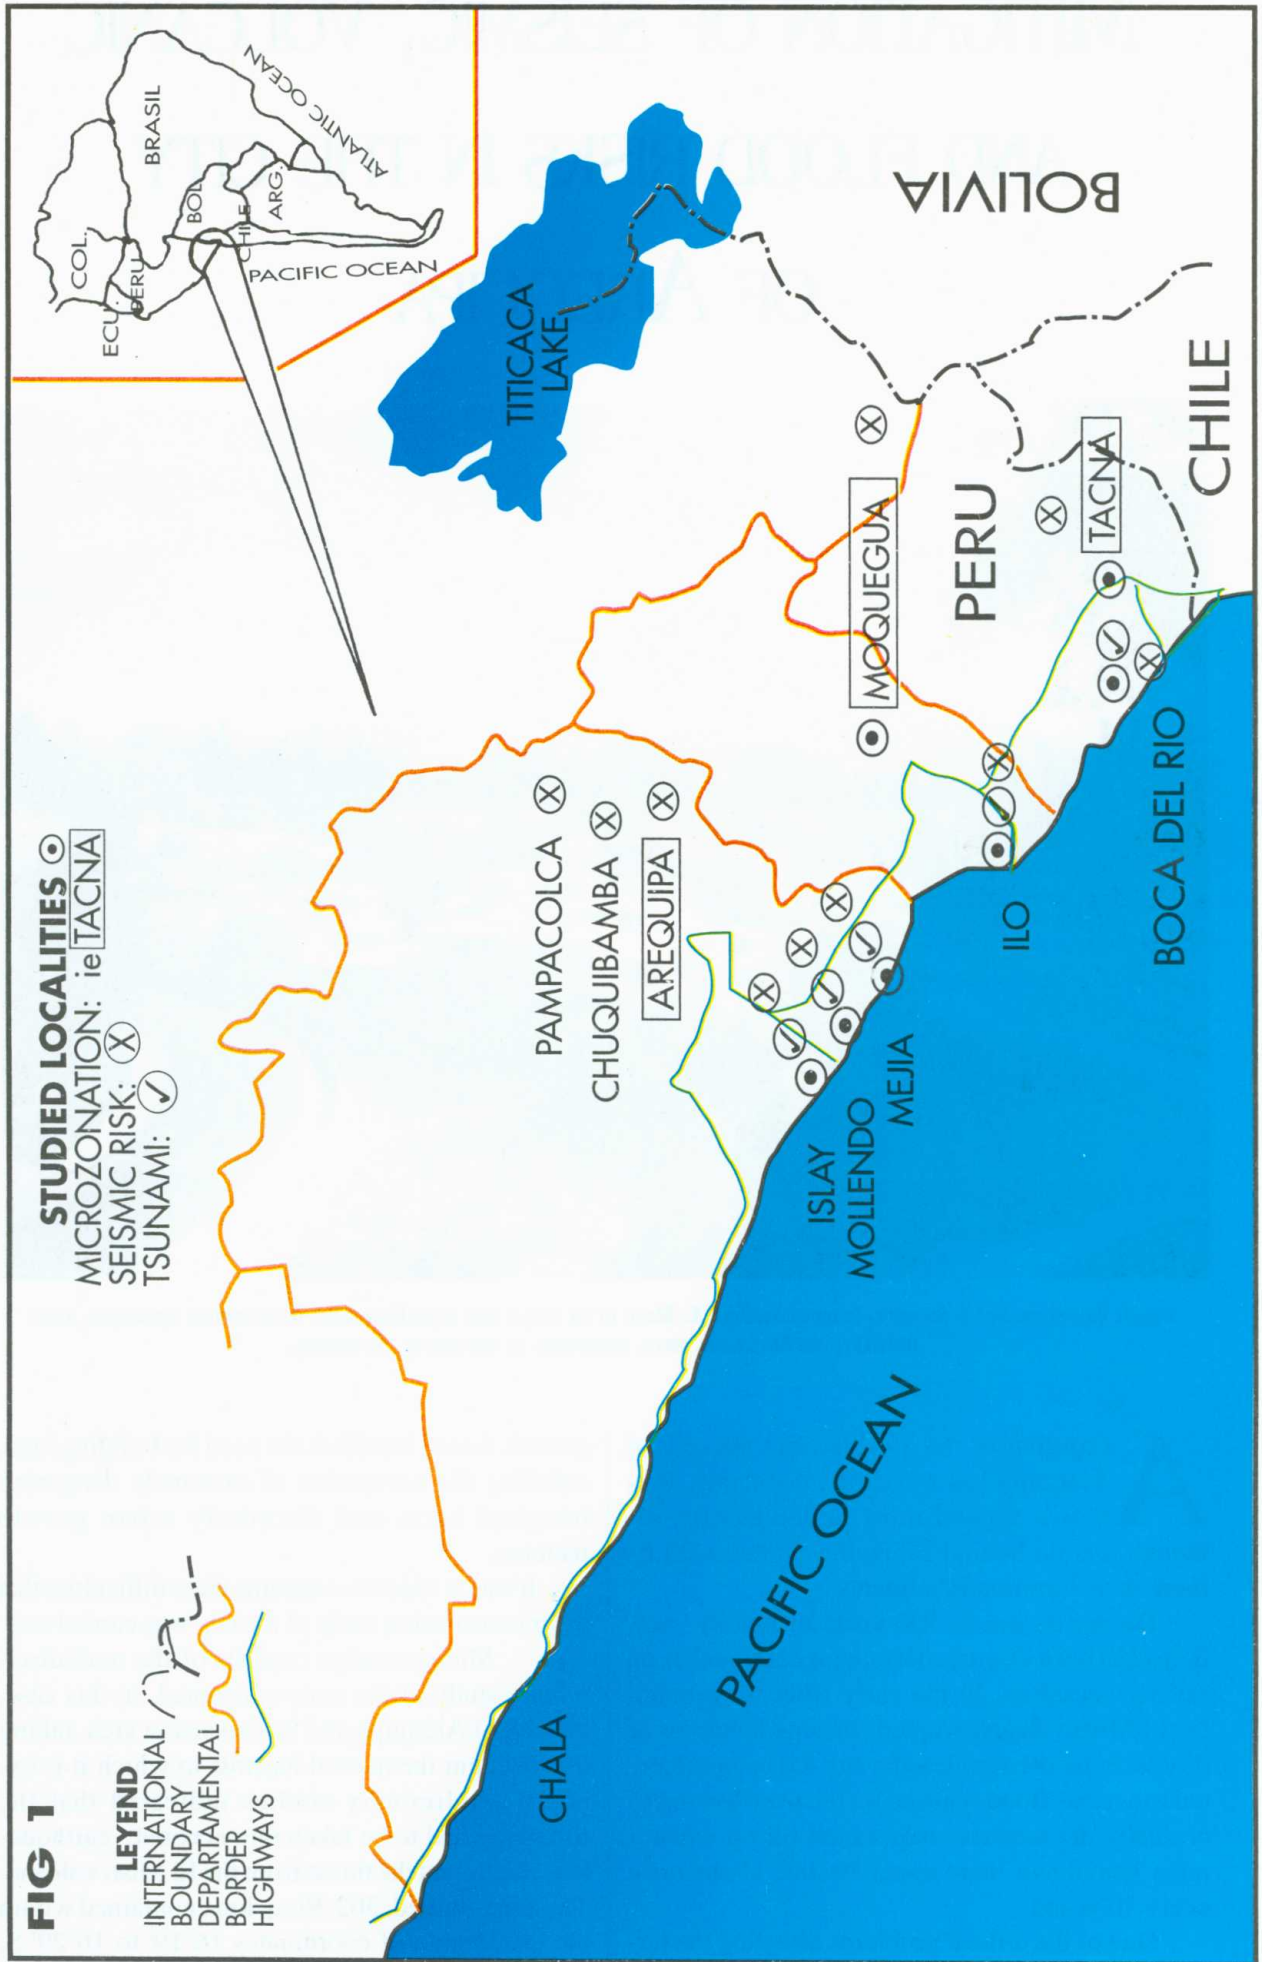 FIG 1
LEYEND
INTERNATIONAL
BOUNDARY
DEPARTAMENTAL
BORDER
HIGHWAYS
STUDIED LOCALITIES
MICROZONATION: ie TACNA
SEISMIC RISK: X
TSUNAMI: ✓
COL.
ECU.
PERU
BRASIL
BOL.
CHILE
ARG.
PACIFIC OCEAN
ATLANTIC OCEAN
TITICACA
LAKE
BOLIVIA
PERU
CHILE
PAMPACOLCA
CHUQUIBAMBA
AREQUIPA
MOQUEGUA
TACNA
CHALA
ISLAY
MOLLENDO
MEJIA
ILO
BOCA DEL RIO
PACIFIC OCEAN